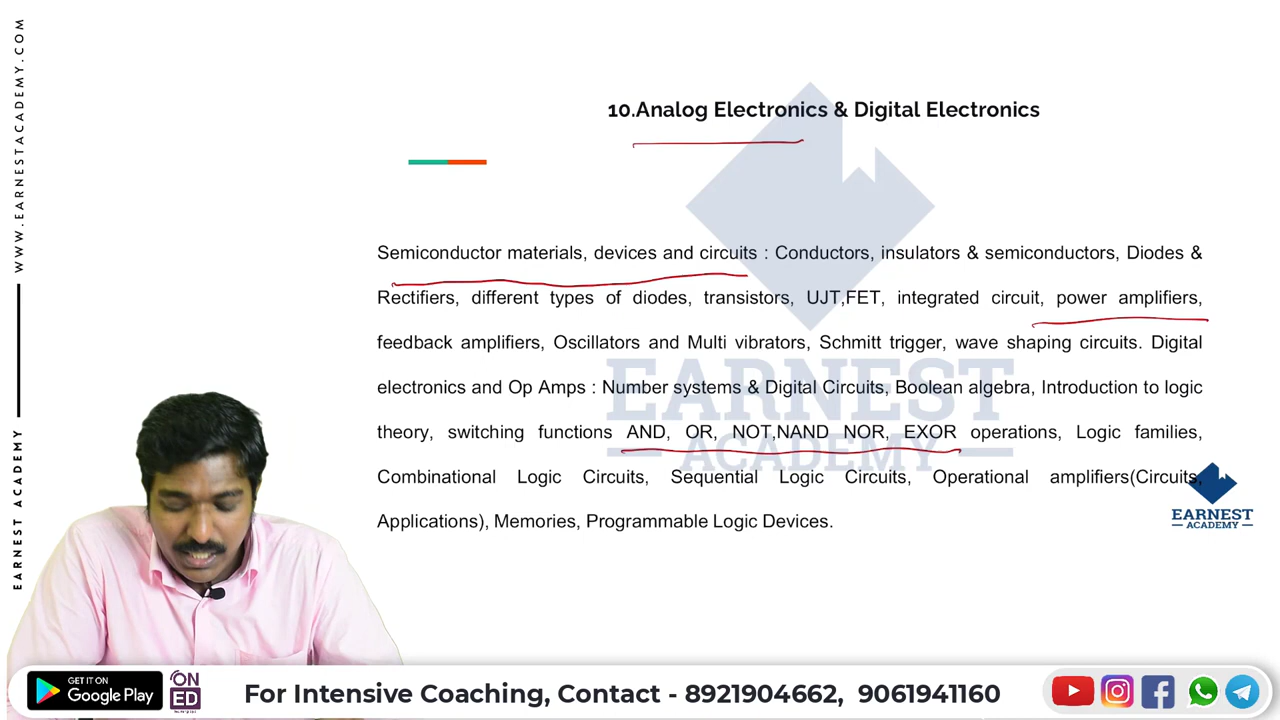 WWW.EARNESTACADEMY.COM
EARNEST ACADEMY
10.Analog Electronics & Digital Electronics
Semiconductor materials, devices and circuits : Conductors, insulators & semiconductors, Diodes &
Rectifiers, different types of diodes, transistors, UJT,FET, integrated circuit, power amplifiers,
feedback amplifiers, Oscillators and Multi vibrators, Schmitt trigger, wave shaping circuits. Digital
electronics and Op Amps : Number systems & Digital Circuits, Boolean algebra, Introduction to logic
theory, switching functions AND, OR, NOT,NAND NOR, EXOR operations, Logic families,
Combinational Logic Circuits, Sequential Logic Circuits, Operational amplifiers(Circuits,
Applications), Memories, Programmable Logic Devices.
EARNEST
ACADEMY
EARNEST
ACADEMY
GET IT ON
Google Play
ON
ED
For Intensive Coaching, Contact - 8921904662, 9061941160